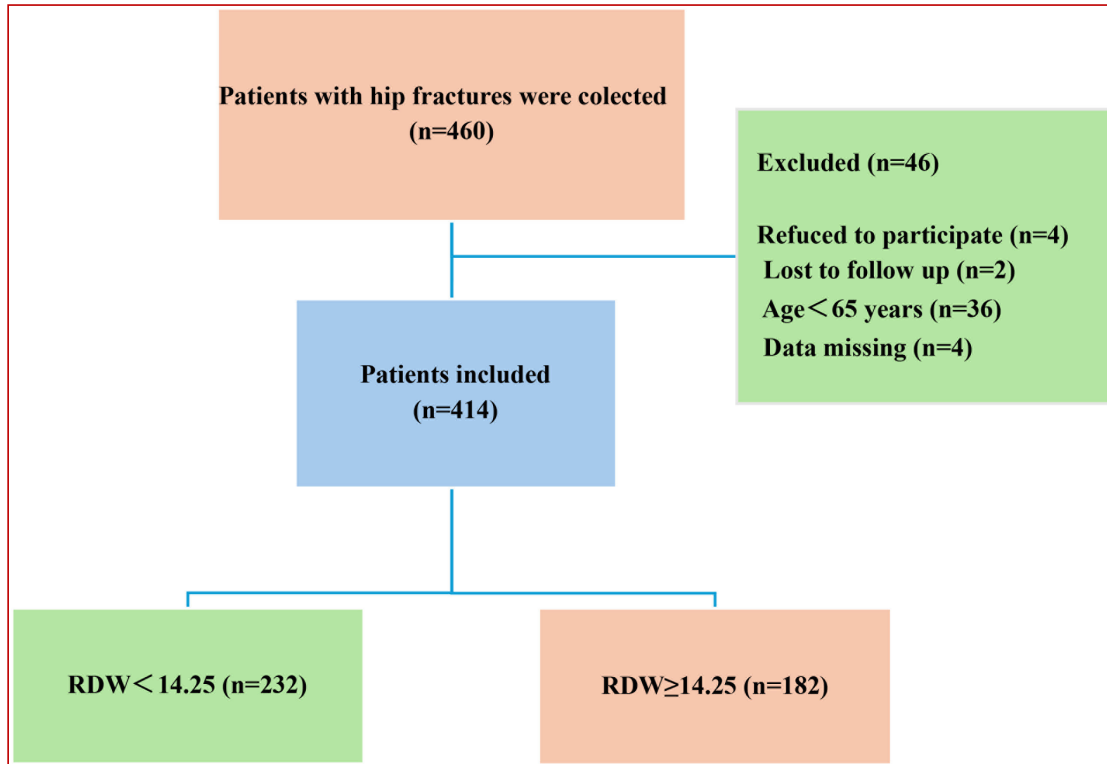 Patients with hip fractures were colected
(n=460)
Excluded (n=46)
Refuced to participate (n=4)
Lost to follow up (n=2)
Age＜65 years (n=36)
Data missing (n=4)
Patients included
(n=414)
RDW＜14.25 (n=232)
RDW≥14.25 (n=182)